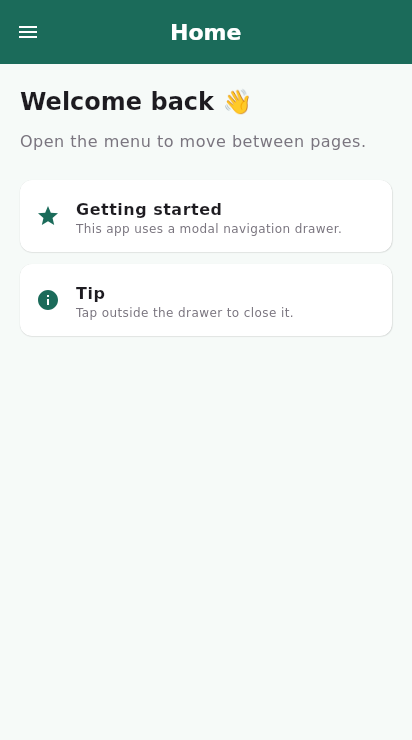 Home
Welcome back 👋
Open the menu to move between pages.
Getting started
This app uses a modal navigation drawer.
Tip
Tap outside the drawer to close it.